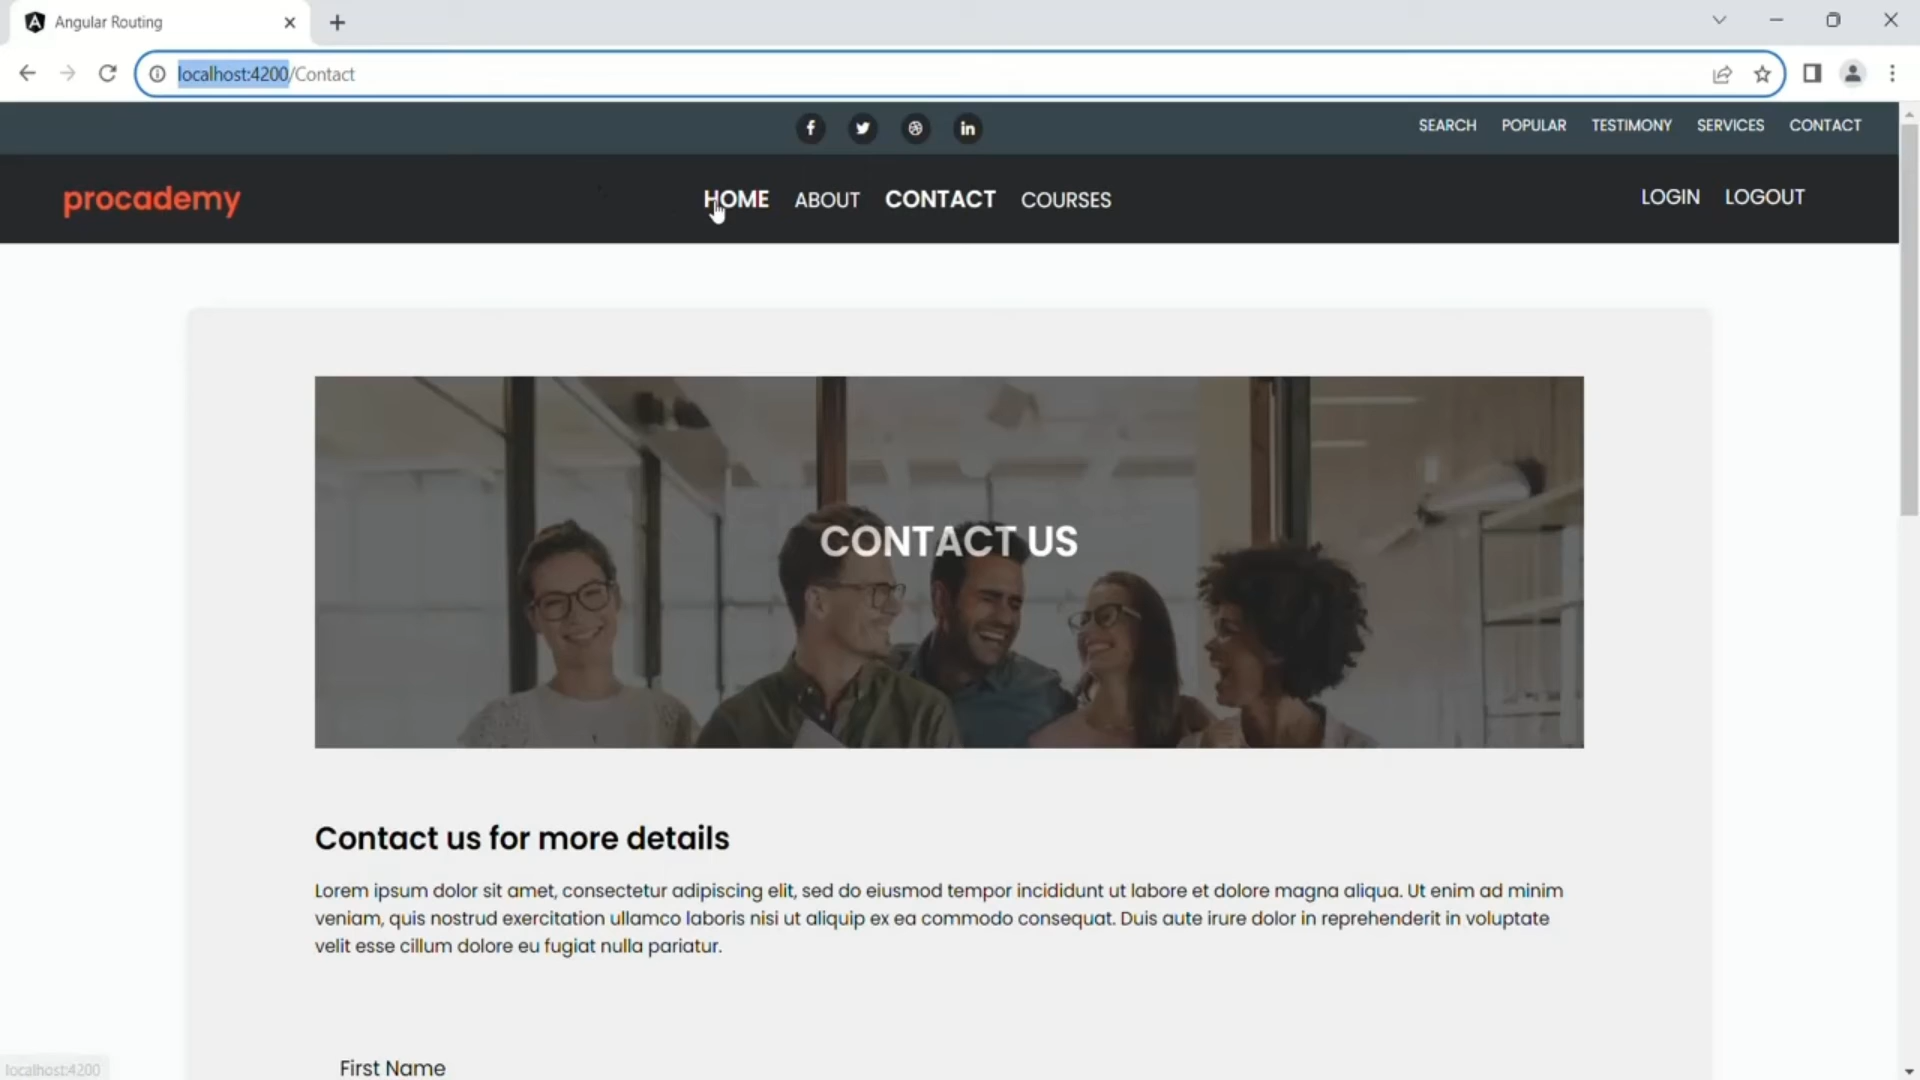 Angular Routing
localhost:4200/Contact
SEARCH POPULAR TESTIMONY SERVICES CONTACT
procademy
HOME ABOUT CONTACT COURSES
LOGIN LOGOUT
CONTACT US
Contact us for more details
Lorem ipsum dolor sit amet, consectetur adipiscing elit, sed do eiusmod tempor incididunt ut labore et dolore magna aliqua. Ut enim ad minim
veniam, quis nostrud exercitation ullamco laboris nisi ut aliquip ex ea commodo consequat. Duis aute irure dolor in reprehenderit in voluptate
velit esse cillum dolore eu fugiat nulla pariatur.
First Name
localhost:4200